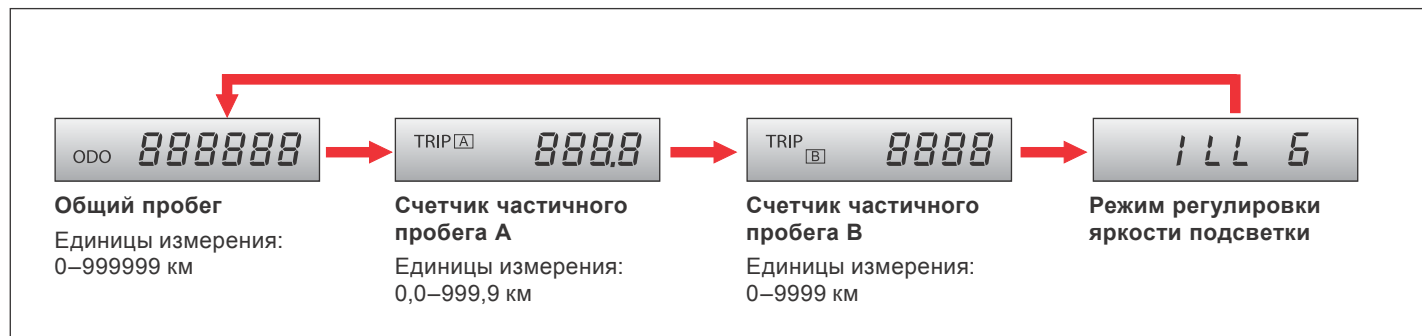 ODO 888888
TRIP A 888.8
TRIP B 8888
ILL 6
Общий пробег
Единицы измерения:
0–999999 км
Счетчик частичного
пробега А
Единицы измерения:
0,0–999,9 км
Счетчик частичного
пробега В
Единицы измерения:
0–9999 км
Режим регулировки
яркости подсветки